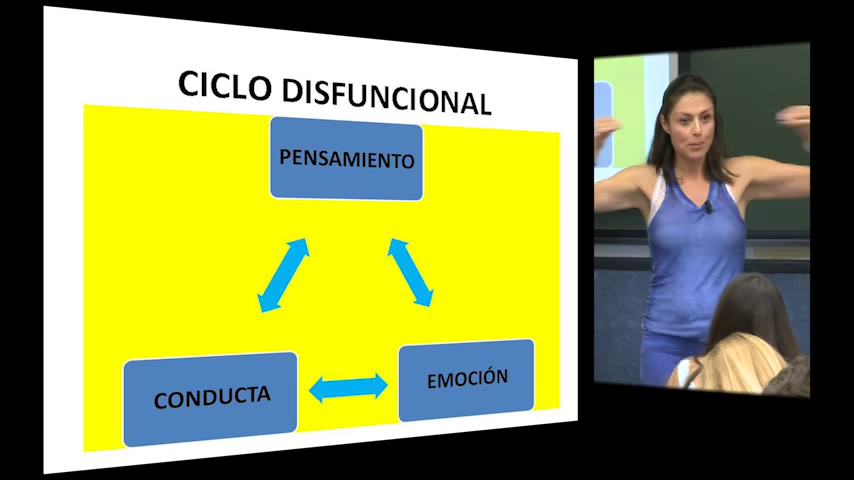 CICLO DISFUNCIONAL
PENSAMIENTO
CONDUCTA
EMOCIÓN